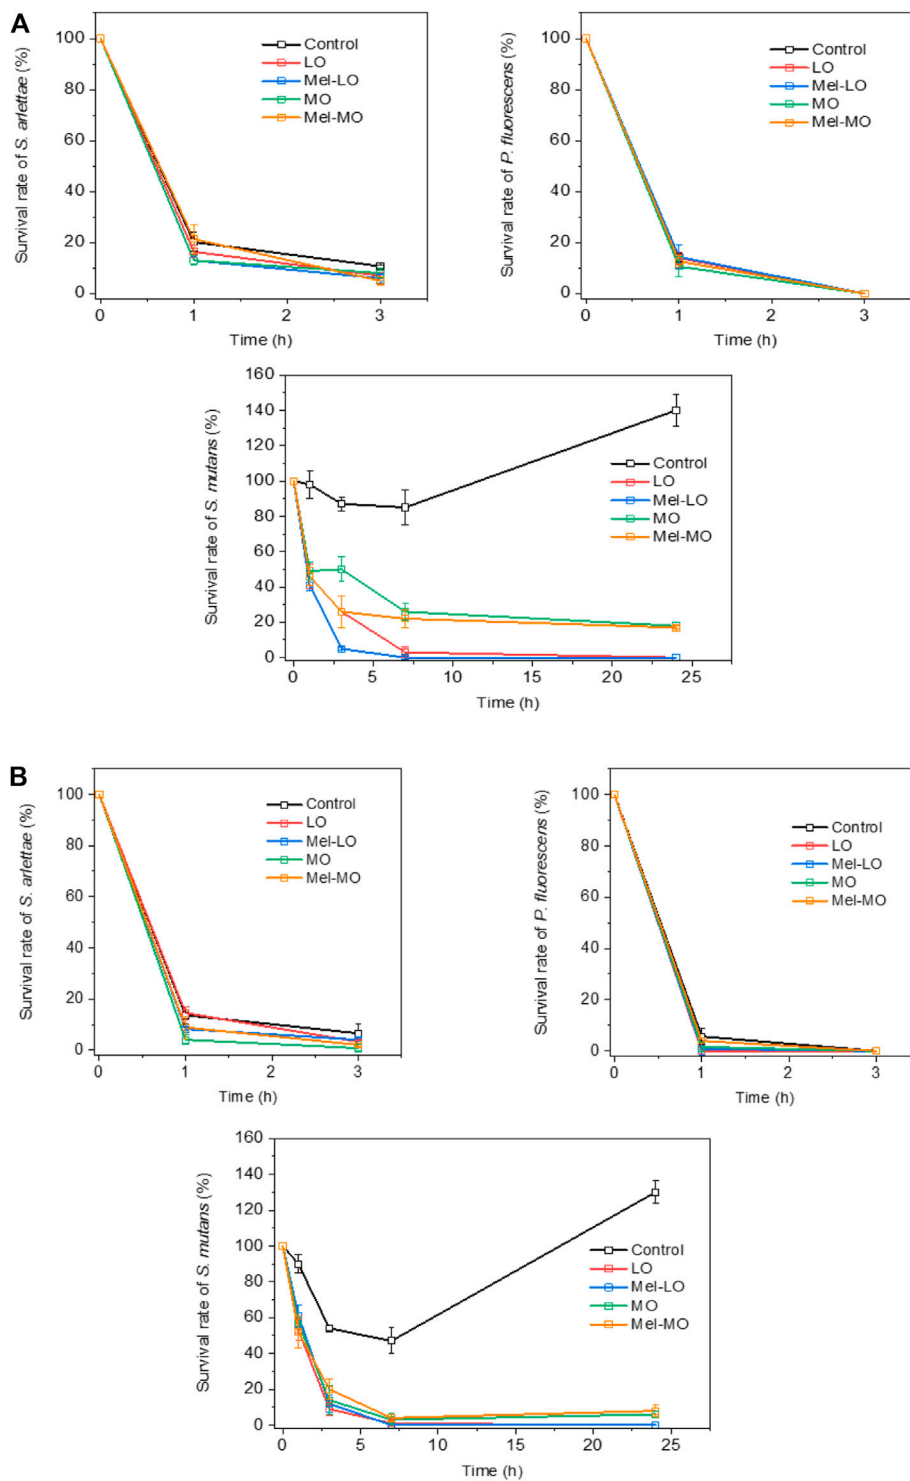 A
Survival rate of S. arlettae (%)
100
80
60
40
20
0
0
1
2
3
Time (h)
Control
LO
Mel-LO
MO
Mel-MO
Survival rate of P. fluorescens (%)
100
80
60
40
20
0
0
1
2
3
Time (h)
Control
LO
Mel-LO
MO
Mel-MO
Survival rate of S. mutans (%)
160
140
120
100
80
60
40
20
0
0
5
10
15
20
25
Time (h)
Control
LO
Mel-LO
MO
Mel-MO
B
Survival rate of S. arlettae (%)
100
80
60
40
20
0
0
1
2
3
Time (h)
Control
LO
Mel-LO
MO
Mel-MO
Survival rate of P. fluorescens (%)
100
80
60
40
20
0
0
1
2
3
Time (h)
Control
LO
Mel-LO
MO
Mel-MO
Survival rate of S. mutans (%)
160
140
120
100
80
60
40
20
0
0
5
10
15
20
25
Time (h)
Control
LO
Mel-LO
MO
Mel-MO